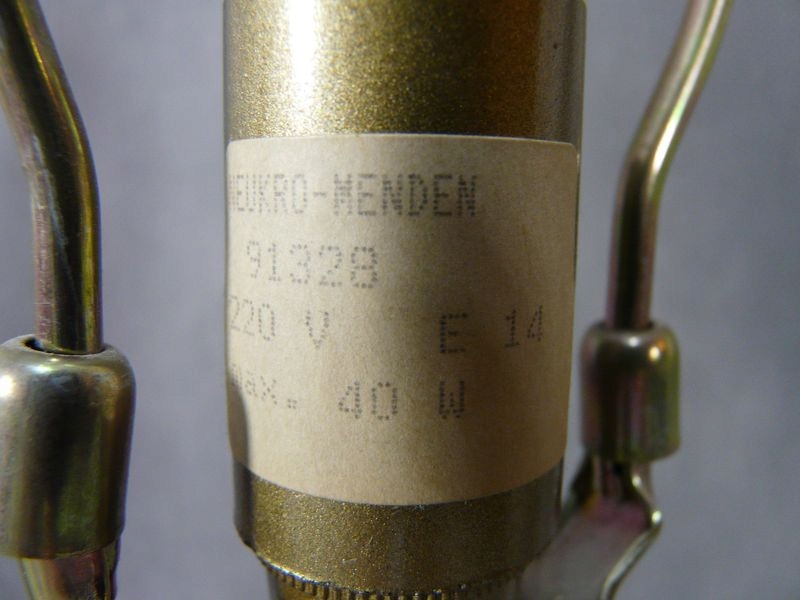 NEUKRO-MENDEN
91328
220 V E 14
max. 40 W